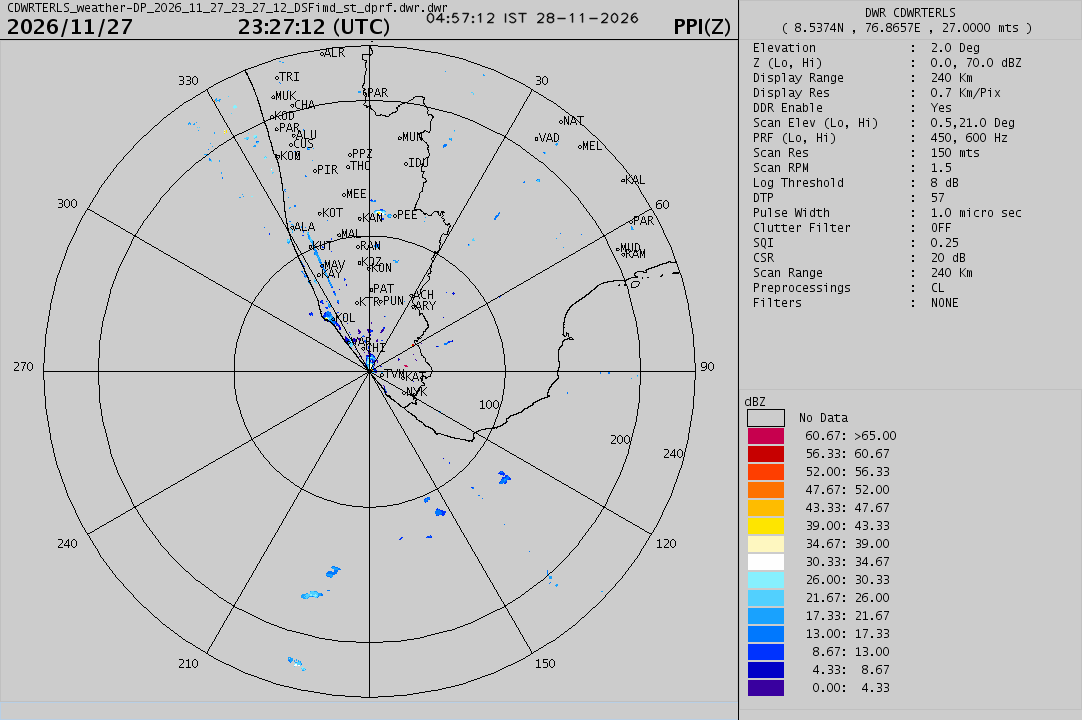 CDWRTERLS_weather-DP_2026_11_27_23_27_12_DSFimd_st_dprf.dwr.dwr
04:57:12 IST 28-11-2026
2026/11/27 23:27:12 (UTC) PPI(Z)
DWR CDWRTERLS
( 8.5374N , 76.8657E , 27.0000 mts )
Elevation : 2.0 Deg
Z (Lo, Hi) : 0.0, 70.0 dBZ
Display Range : 240 Km
Display Res : 0.7 Km/Pix
DDR Enable : Yes
Scan Elev (Lo, Hi) : 0.5,21.0 Deg
PRF (Lo, Hi) : 450, 600 Hz
Scan Res : 150 mts
Scan RPM : 1.5
Log Threshold : 8 dB
DTP : 57
Pulse Width : 1.0 micro sec
Clutter Filter : OFF
SQI : 0.25
CSR : 20 dB
Scan Range : 240 Km
Preprocessings : CL
Filters : NONE
dBZ
No Data
60.67: >65.00
56.33: 60.67
52.00: 56.33
47.67: 52.00
43.33: 47.67
39.00: 43.33
34.67: 39.00
30.33: 34.67
26.00: 30.33
21.67: 26.00
17.33: 21.67
13.00: 17.33
8.67: 13.00
4.33: 8.67
0.00: 4.33
ALR
330
TRI
30
MUK
PAR
CHA
KOD
NAT
PAR
ALU
MUN
VAD
CUS
MEL
KON
PPZ
THO
IDU
PIR
KAL
MEE
300
60
KOT
KAN
PEE
PAR
ALA
MAL
KUT
RAN
MUD
RAM
MAV
KOZ
KON
KAY
PAT
ACH
KTR
PUN
ARY
KOL
VAR
CHI
270
90
TVM
KAT
NYK
100
200
240
240
120
210
150